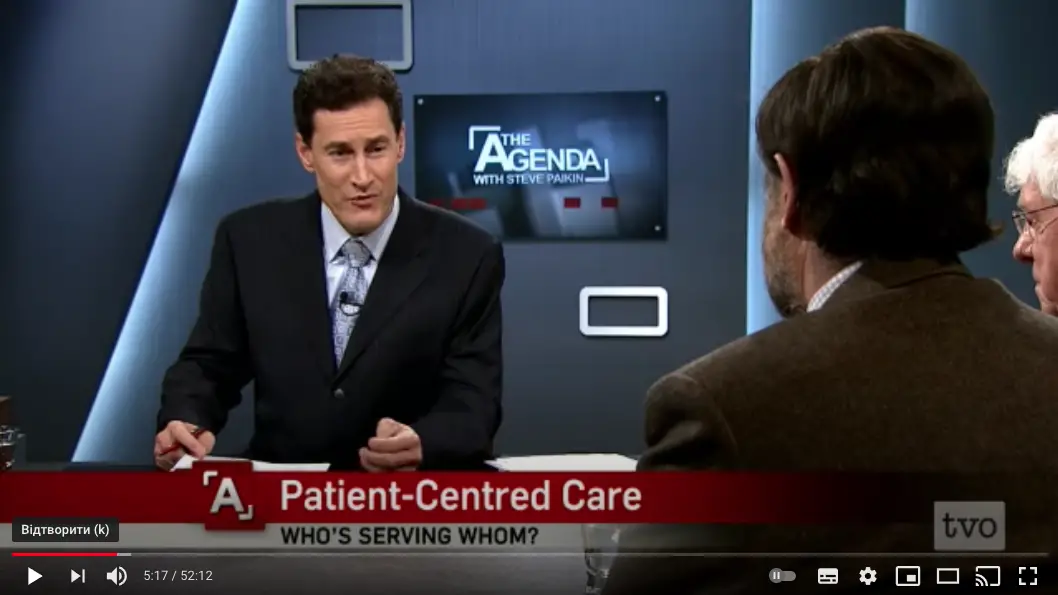 THE
AGENDA
WITH STEVE PAIKIN
A
Patient-Centred Care
WHO'S SERVING WHOM?
tvo
Відтворити (k)
5:17 / 52:12